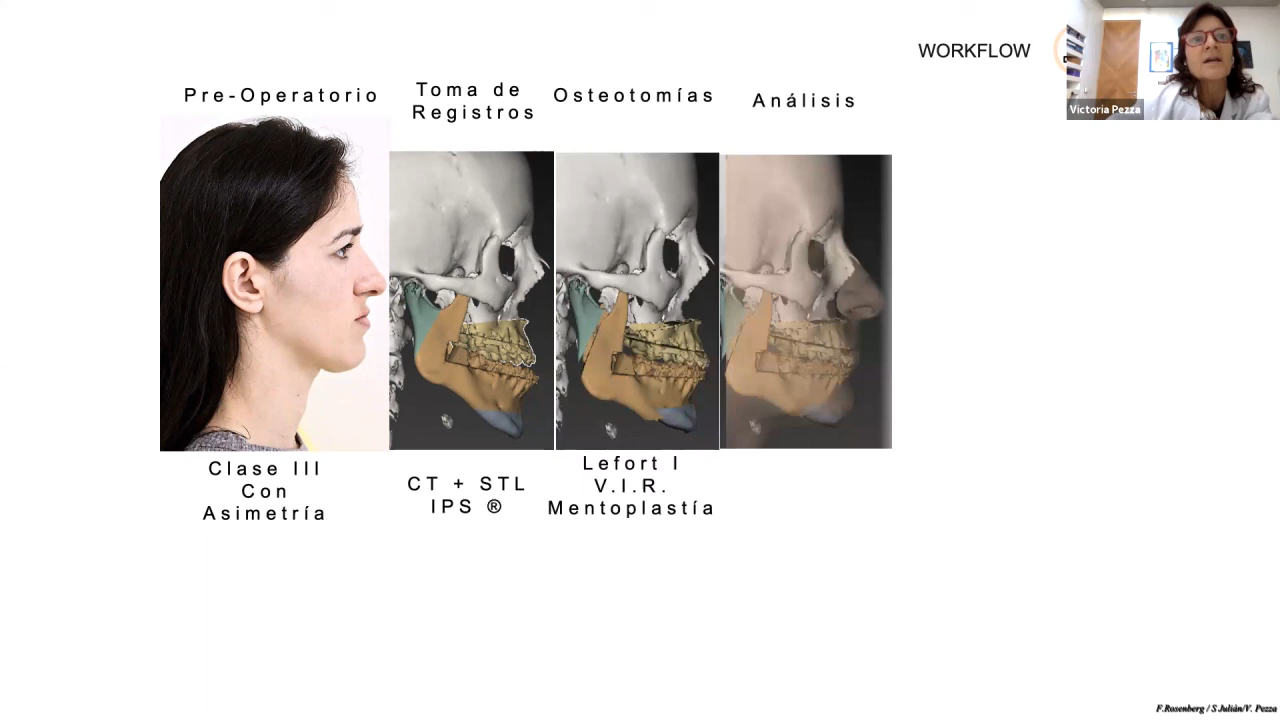 WORKFLOW
Victoria Pezza
Pre-Operatorio
Toma de
Registros
Osteotomías
Análisis
Clase III
Con
Asimetría
CT + STL
IPS ®
Lefort I
V.I.R.
Mentoplastía
F.Rosenberg / S Julián/V. Pezza